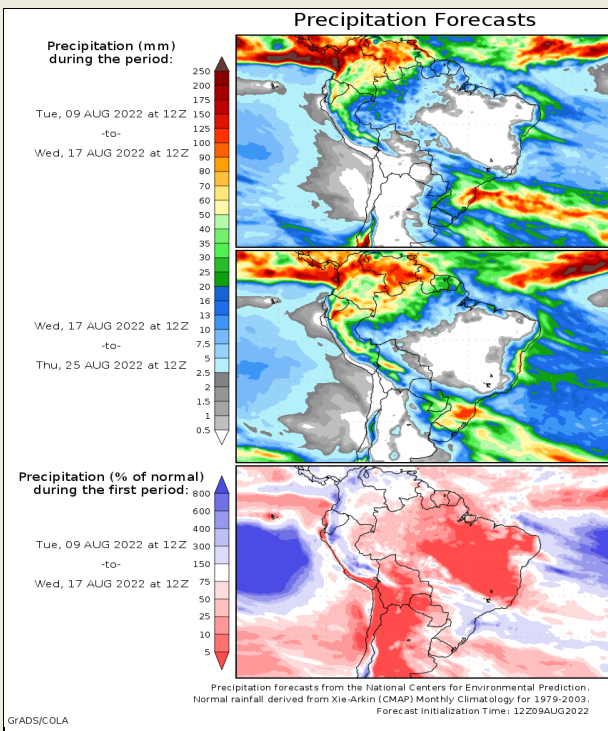 Precipitation Forecasts
Precipitation (mm)
during the period:
Tue, 09 AUG 2022 at 12Z
-to-
Wed, 17 AUG 2022 at 12Z
250
200
175
150
125
100
90
80
70
60
50
40
35
30
25
20
16
13
10
7.5
5
2.5
2
1.5
1
0.5
Wed, 17 AUG 2022 at 12Z
-to-
Thu, 25 AUG 2022 at 12Z
Precipitation (% of normal)
during the first period:
Tue, 09 AUG 2022 at 12Z
-to-
Wed, 17 AUG 2022 at 12Z
800
600
400
300
150
75
50
25
10
5
Precipitation forecasts from the National Centers for Environmental Prediction.
Normal rainfall derived from Xie-Arkin (CMAP) Monthly Climatology for 1979-2003.
Forecast Initialization Time: 12Z09AUG2022
GrADS/COLA